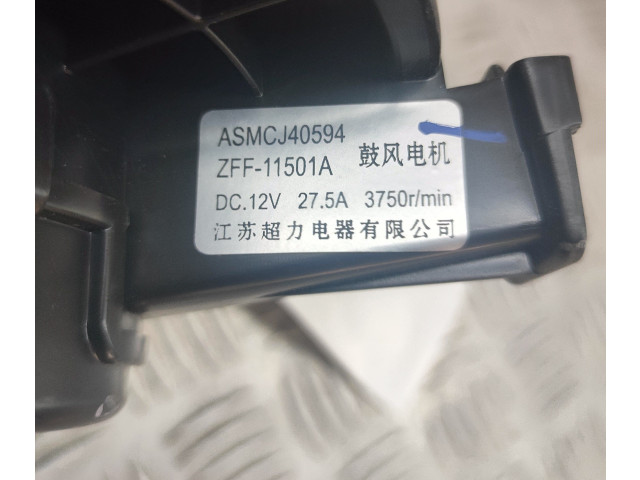 ASMCJ40594
ZFF-11501A 鼓风电机
DC.12V 27.5A 3750r/min
江苏超力电器有限公司